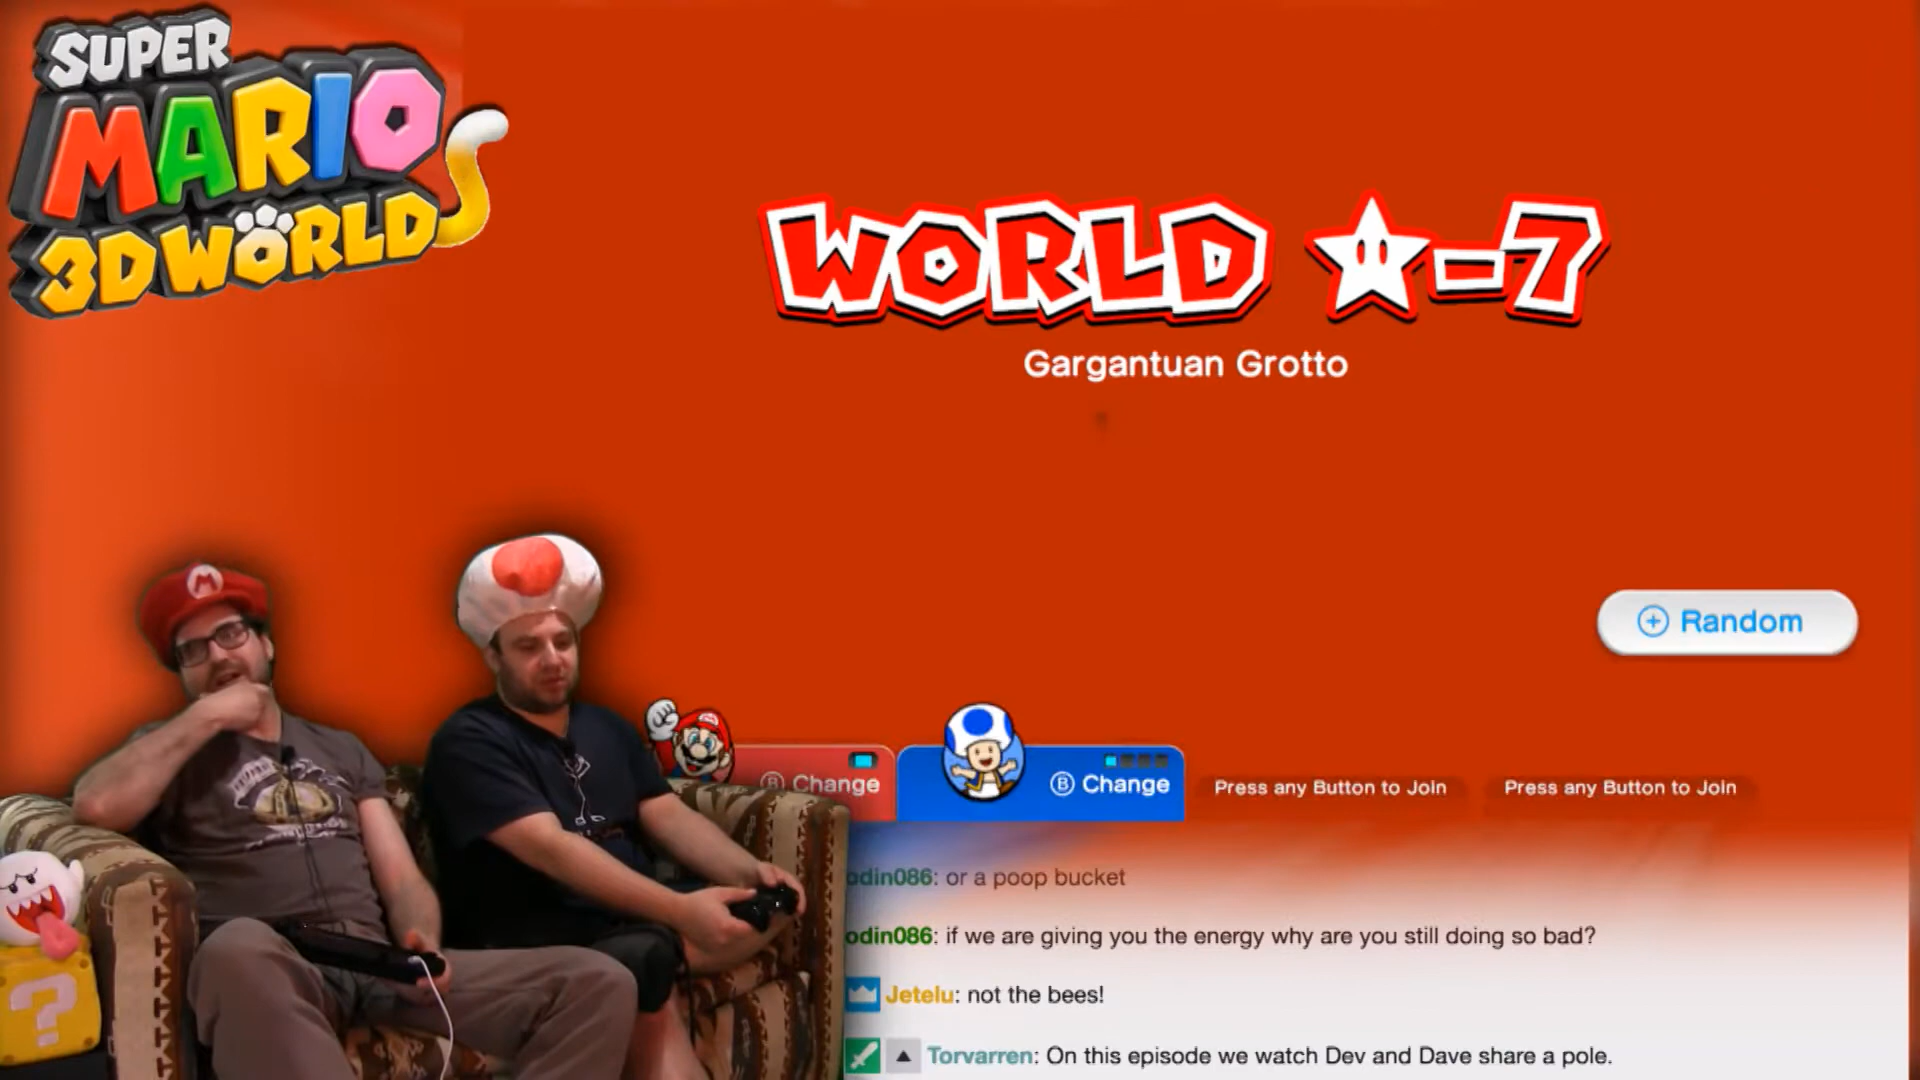 SUPER
MARIO
3D WORLD
WORLD ★-7
Gargantuan Grotto
M
+ Random
B Change
B Change
Press any Button to Join
Press any Button to Join
odin086: or a poop bucket
odin086: if we are giving you the energy why are you still doing so bad?
?
Jetelu: not the bees!
Torvarren: On this episode we watch Dev and Dave share a pole.